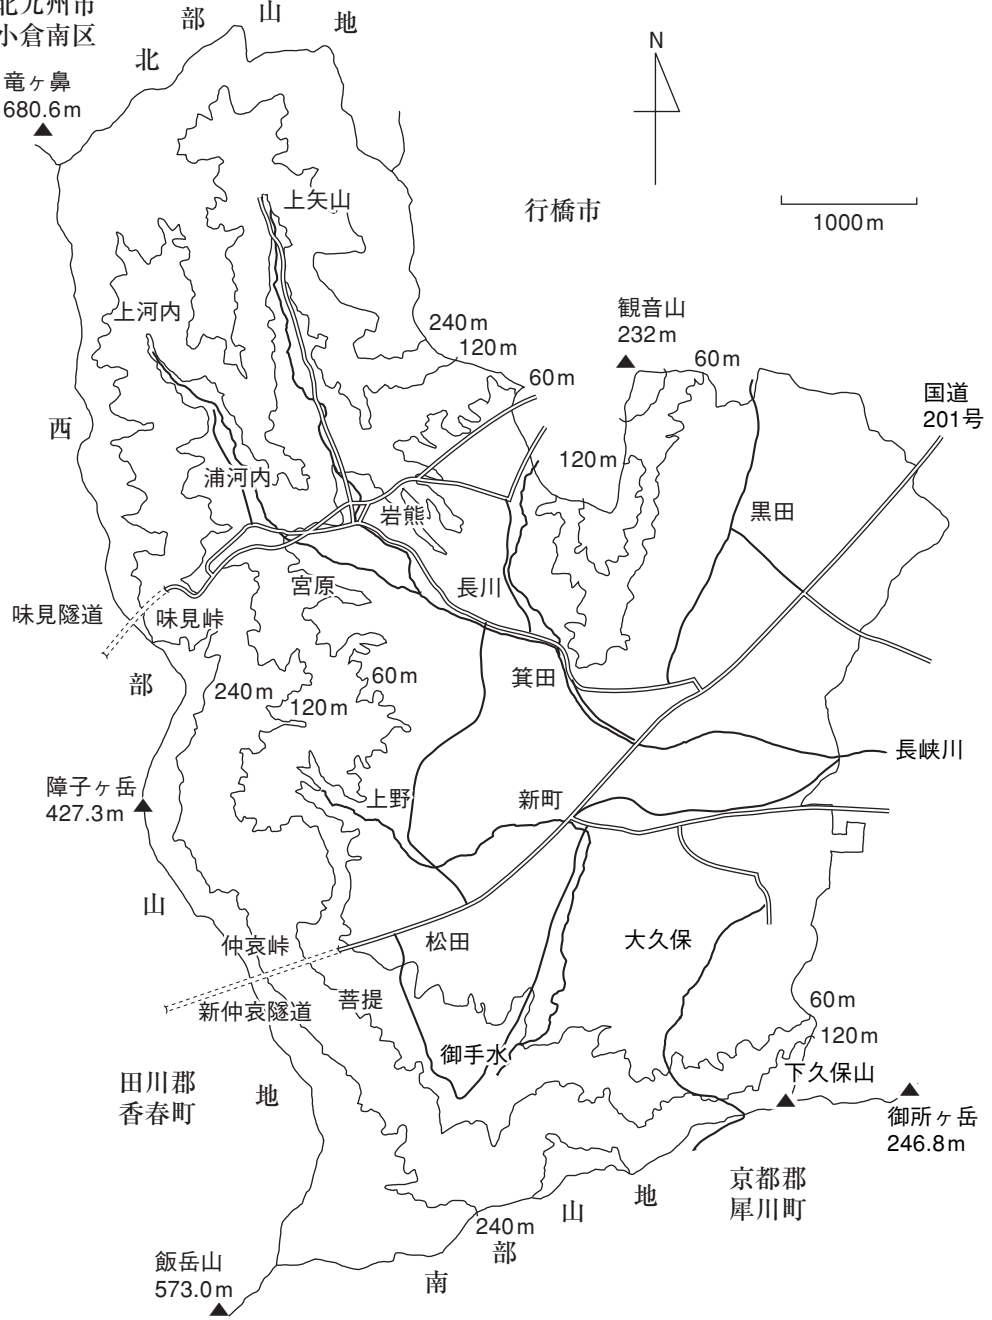 北九州市
小倉南区
北
部
山
地
竜ヶ鼻
680.6m
N
1000m
行橋市
上矢山
上河内
240m
120m
60m
観音山
232m
60m
国道
201号
西
浦河内
120m
岩熊
黒田
宮原
長川
味見隧道
味見峠
部
240m
120m
60m
箕田
長峡川
障子ヶ岳
427.3m
上野
新町
山
仲哀峠
松田
大久保
新仲哀隧道
菩提
60m
120m
御手水
下久保山
田川郡
香春町
地
御所ヶ岳
246.8m
京都郡
犀川町
地
山
240m
部
南
飯岳山
573.0m